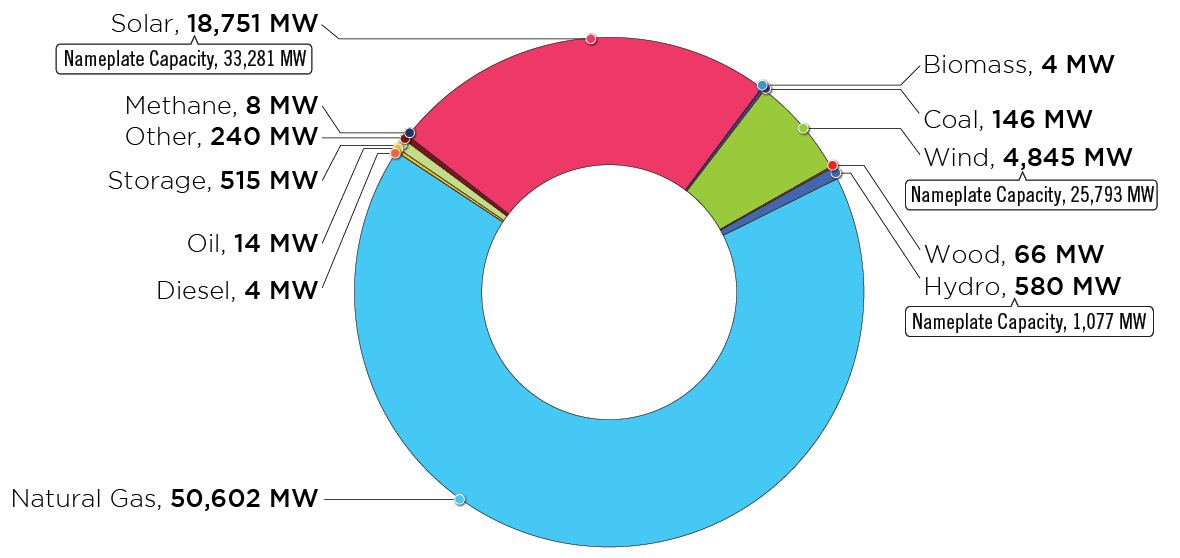 Solar, 18,751 MW
Nameplate Capacity, 33,281 MW
Methane, 8 MW
Other, 240 MW
Storage, 515 MW
Oil, 14 MW
Diesel, 4 MW
Natural Gas, 50,602 MW
Biomass, 4 MW
Coal, 146 MW
Wind, 4,845 MW
Nameplate Capacity, 25,793 MW
Wood, 66 MW
Hydro, 580 MW
Nameplate Capacity, 1,077 MW